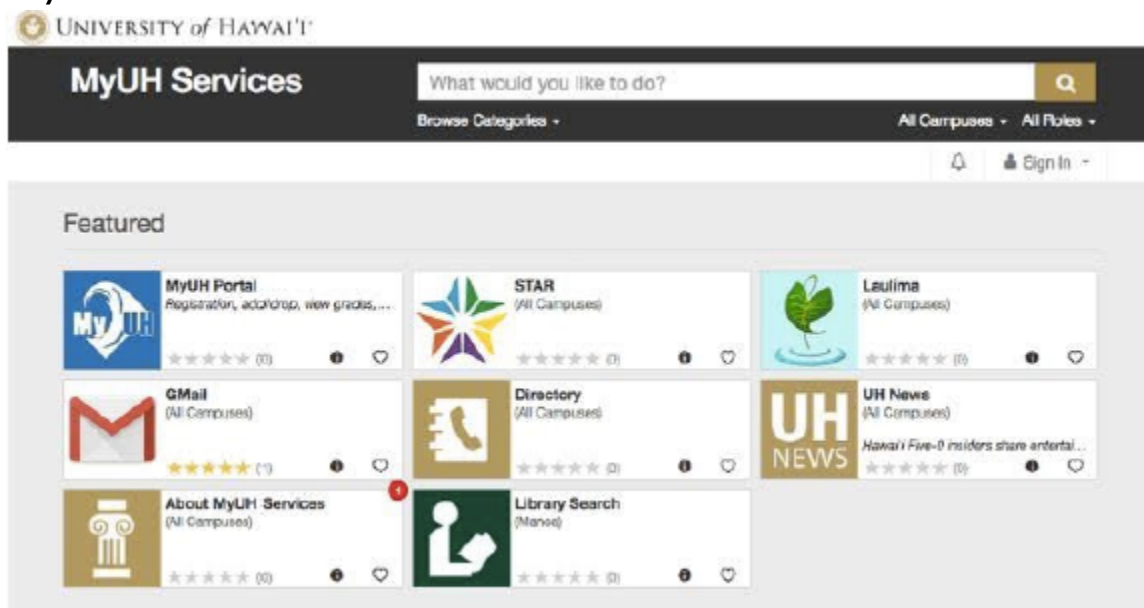 UNIVERSITY of HAWAI'I®
MyUH Services
What would you like to do?
Browse Categories
All Campuses All Roles
Sign In
Featured
MyUH Portal
Registration, add/drop, view grades,...
(0)
My UH
STAR
(All Campuses)
(0)
Laulima
(All Campuses)
(0)
GMail
(All Campuses)
(1)
Directory
(All Campuses)
(0)
UH News
(All Campuses)
Hawai'i Five-0 insiders share entertai...
(0)
UH
NEWS
About MyUH Services
(All Campuses)
(0)
Library Search
(Manoa)
(0)